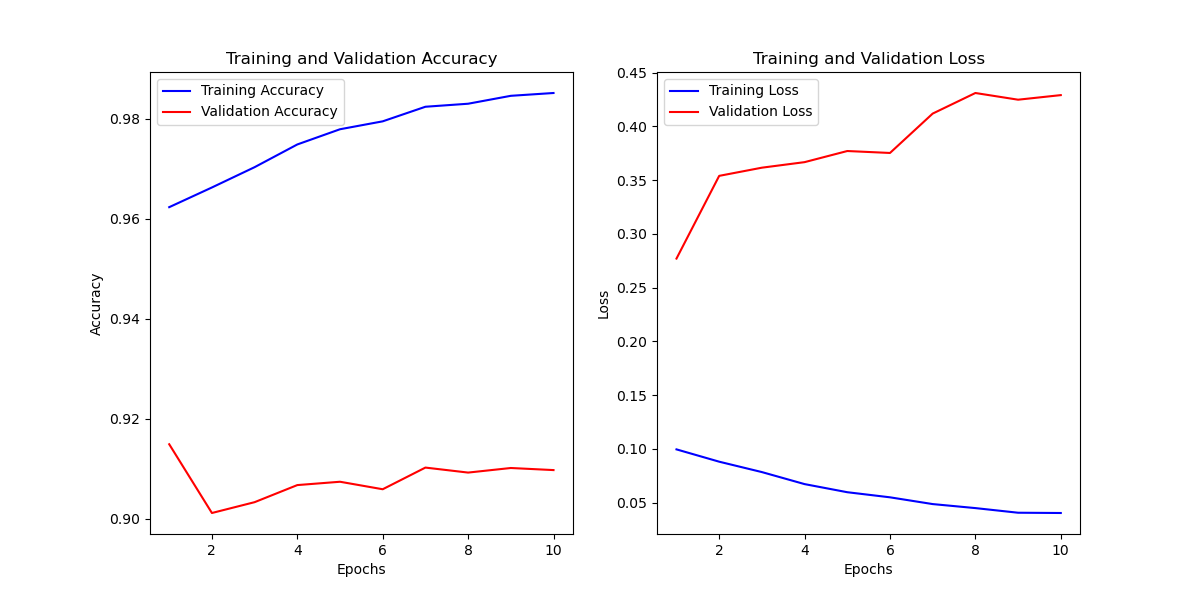 Training and Validation Accuracy
Training Accuracy
Validation Accuracy
0.98
0.96
0.94
0.92
0.90
Accuracy
2 4 6 8 10
Epochs
Training and Validation Loss
Training Loss
Validation Loss
0.45
0.40
0.35
0.30
0.25
0.20
0.15
0.10
0.05
Loss
2 4 6 8 10
Epochs